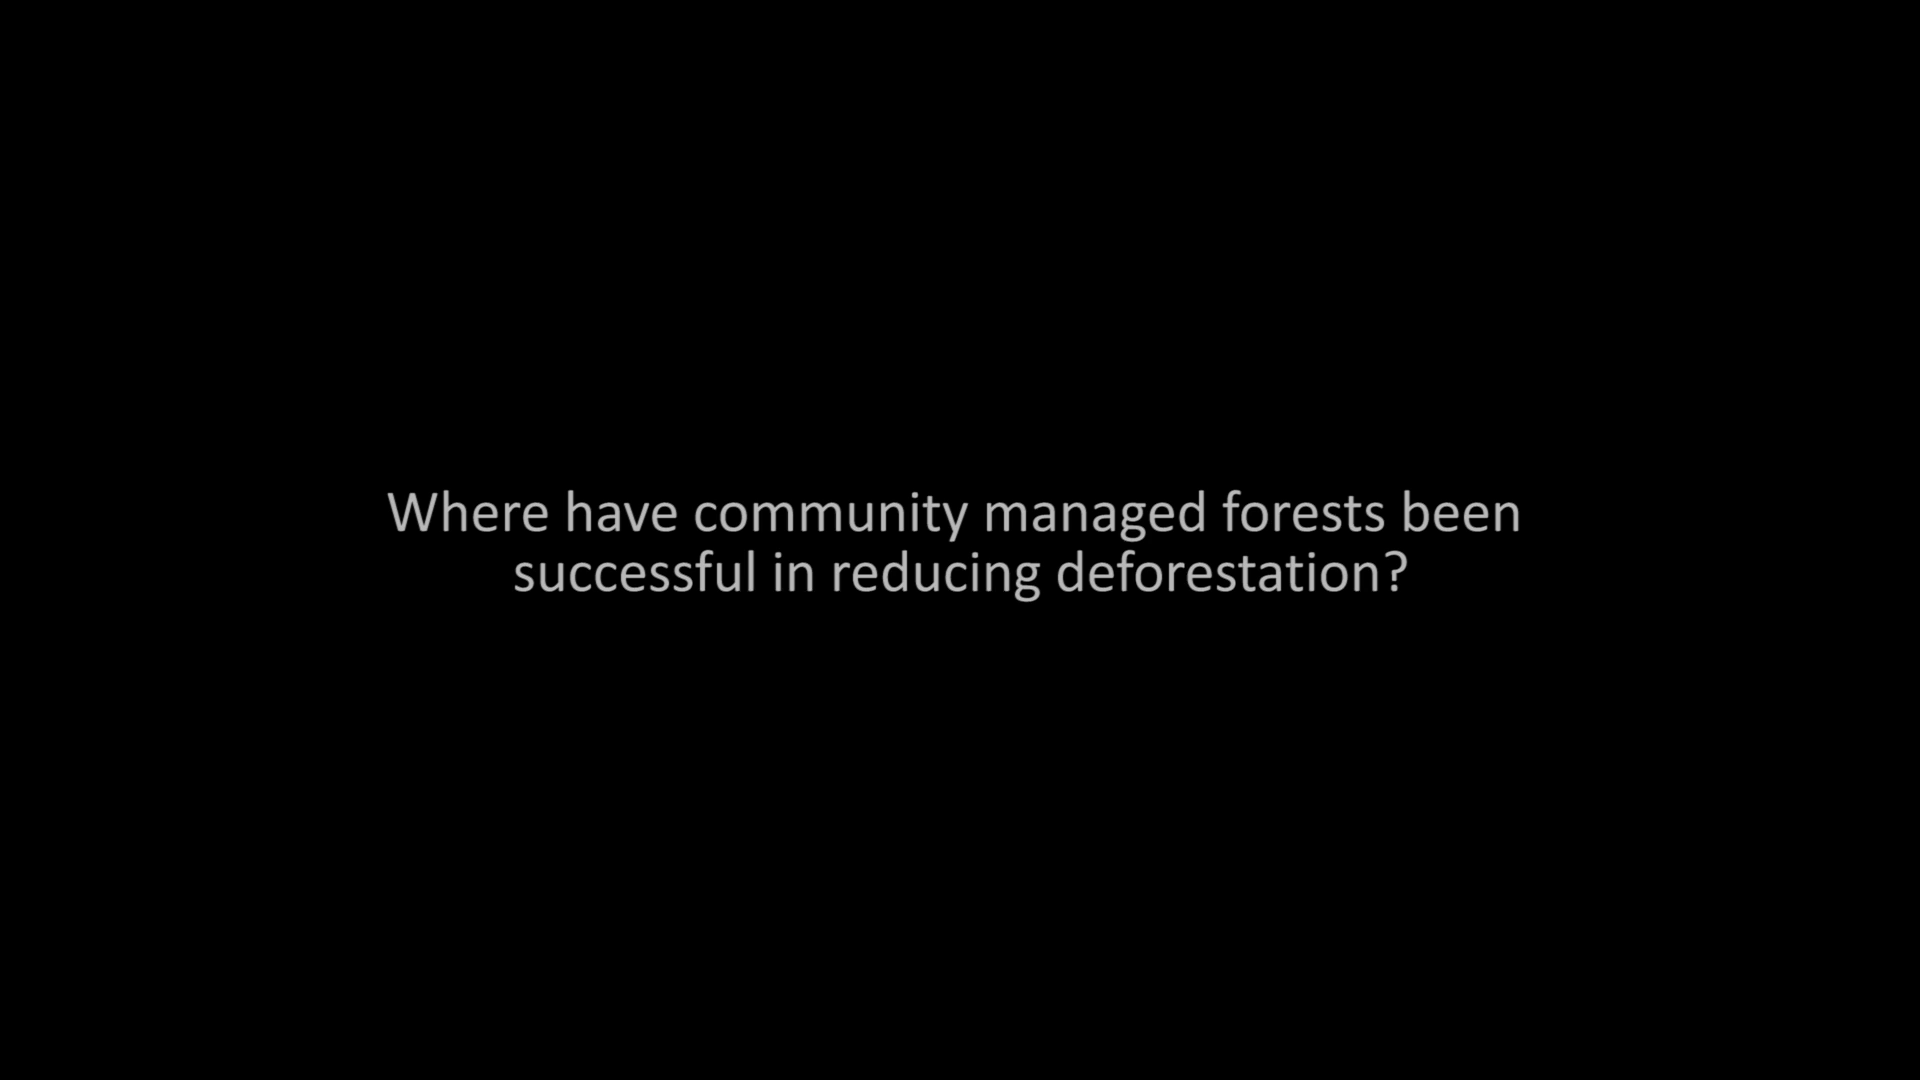 Where have community managed forests been
successful in reducing deforestation?